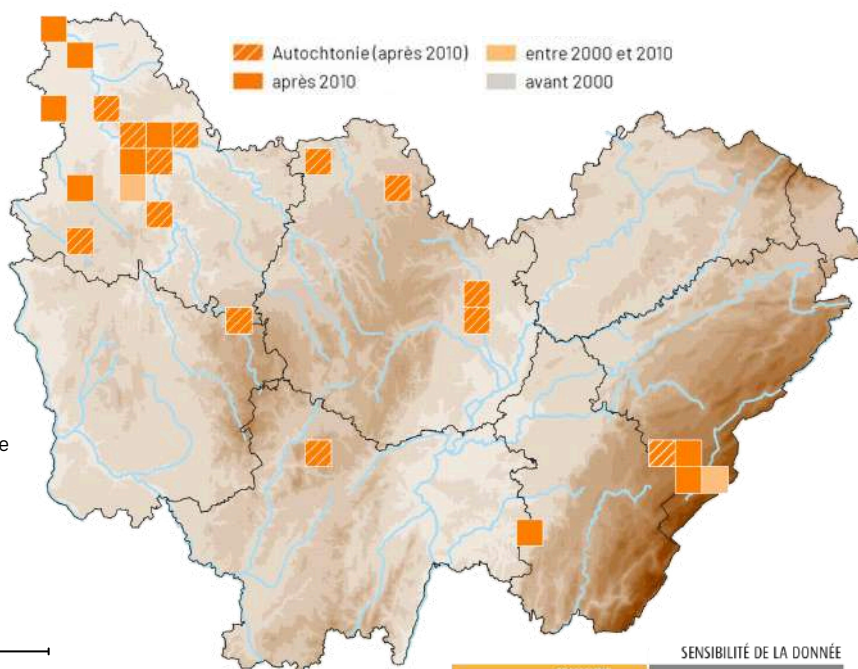 Autochtonie (après 2010)
entre 2000 et 2010
après 2010
avant 2000
e
SENSIBILITÉ DE LA DONNÉE